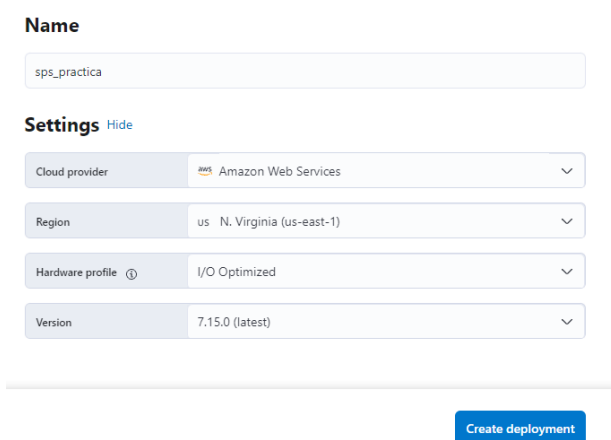 Name
sps_practica
Settings Hide
Cloud provider aws Amazon Web Services
Region us N. Virginia (us-east-1)
Hardware profile I/O Optimized
Version 7.15.0 (latest)
Create deployment